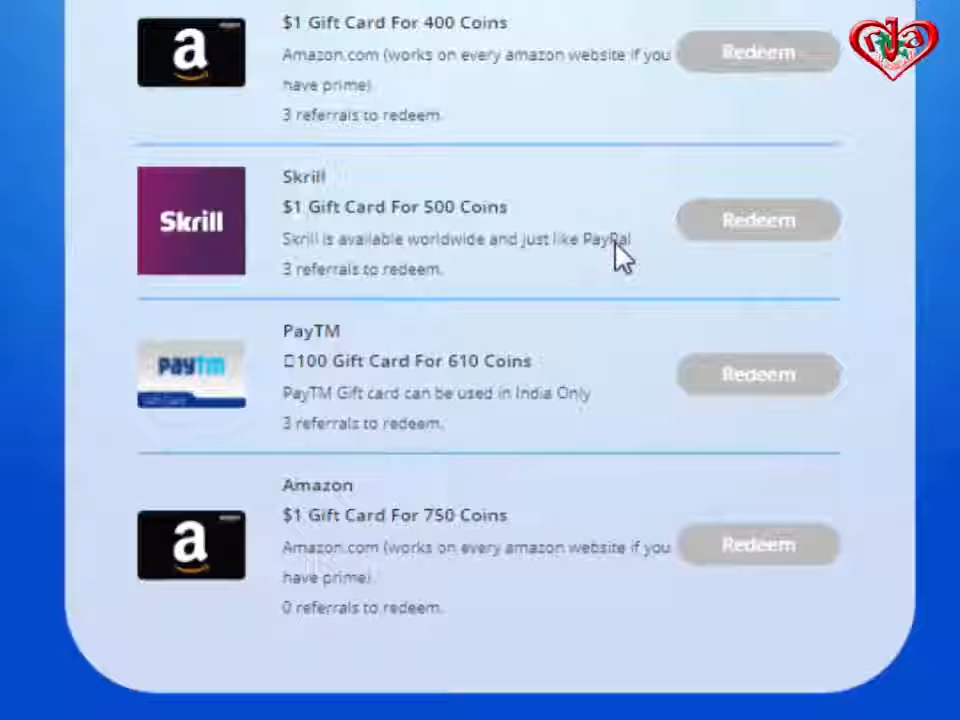 $1 Gift Card For 400 Coins
Amazon.com (works on every amazon website if you
have prime).
3 referrals to redeem.
Redeem
Skrill
Skrill
$1 Gift Card For 500 Coins
Skrill is available worldwide and just like PayPal
3 referrals to redeem.
Redeem
paytm
PayTM
100 Gift Card For 610 Coins
PayTM Gift card can be used in India Only
3 referrals to redeem.
Redeem
Amazon
$1 Gift Card For 750 Coins
Amazon.com (works on every amazon website if you
have prime).
0 referrals to redeem.
Redeem